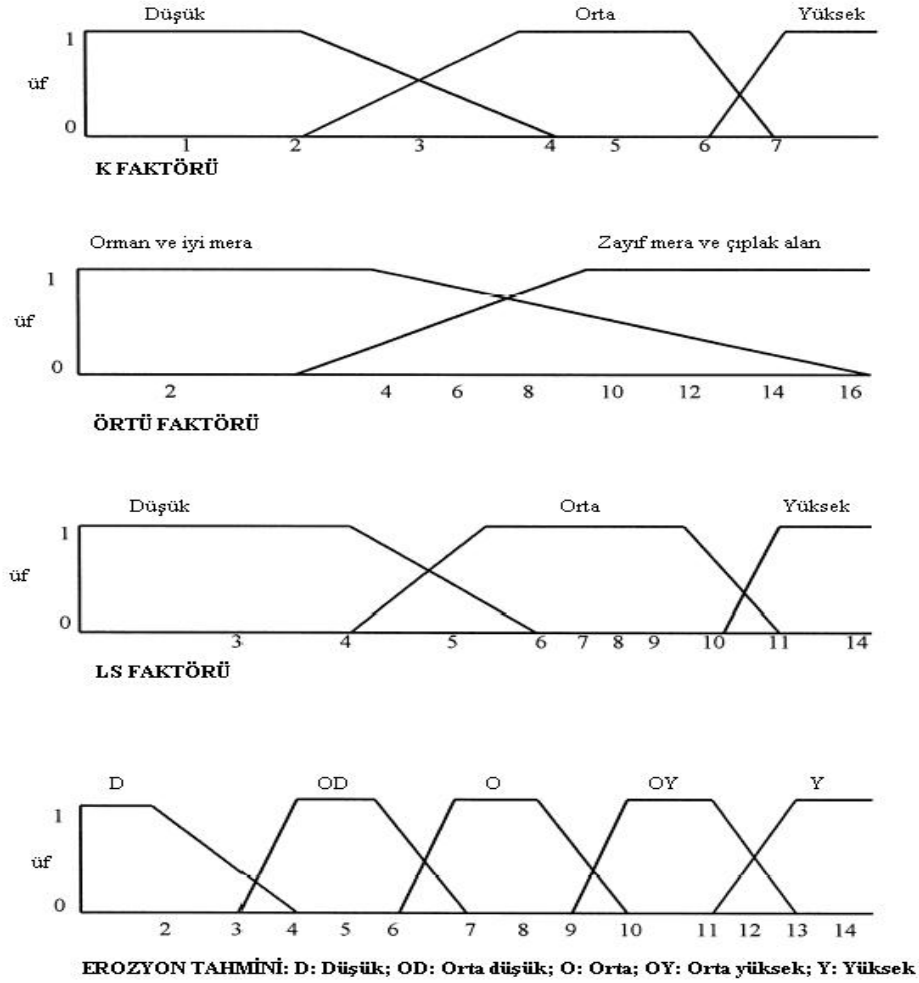 Düşük Orta Yüksek
1
üf
0
1 2 3 4 5 6 7
K FAKTÖRÜ
Orman ve iyi mera Zayıf mera ve çıplak alan
1
üf
0
2 4 6 8 10 12 14 16
ÖRTÜ FAKTÖRÜ
Düşük Orta Yüksek
1
üf
0
3 4 5 6 7 8 9 10 11 14
LS FAKTÖRÜ
D OD O OY Y
1
üf
0
2 3 4 5 6 7 8 9 10 11 12 13 14
EROZYON TAHMİNİ: D: Düşük; OD: Orta düşük; O: Orta; OY: Orta yüksek; Y: Yüksek